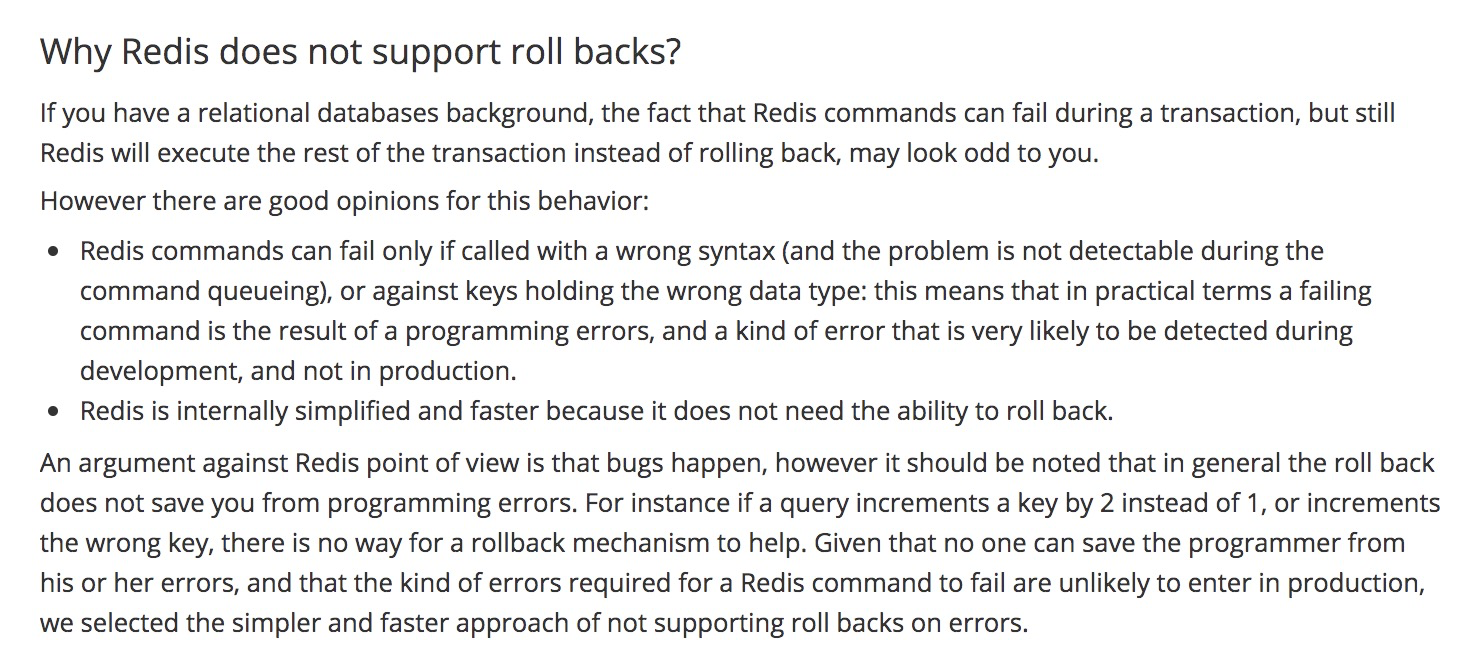 Why Redis does not support roll backs?
If you have a relational databases background, the fact that Redis commands can fail during a transaction, but still
Redis will execute the rest of the transaction instead of rolling back, may look odd to you.
However there are good opinions for this behavior:
• Redis commands can fail only if called with a wrong syntax (and the problem is not detectable during the
command queueing), or against keys holding the wrong data type: this means that in practical terms a failing
command is the result of a programming errors, and a kind of error that is very likely to be detected during
development, and not in production.
• Redis is internally simplified and faster because it does not need the ability to roll back.
An argument against Redis point of view is that bugs happen, however it should be noted that in general the roll back
does not save you from programming errors. For instance if a query increments a key by 2 instead of 1, or increments
the wrong key, there is no way for a rollback mechanism to help. Given that no one can save the programmer from
his or her errors, and that the kind of errors required for a Redis command to fail are unlikely to enter in production,
we selected the simpler and faster approach of not supporting roll backs on errors.